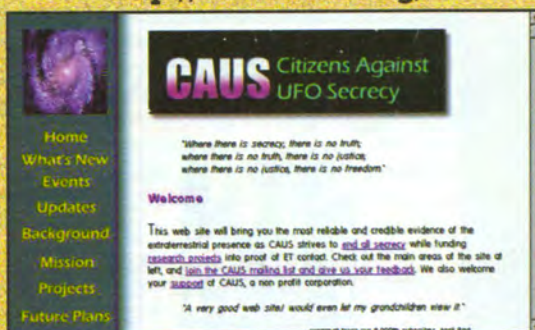 CAUS Citizens Against
UFO Secrecy
Home
What's New
Events
Updates
Background
Mission
Projects
Future Plans
"Where there is secrecy, there is no truth;
where there is no truth, there is no justice;
where there is no justice, there is no freedom."
Welcome
This web site will bring you the most reliable and credible evidence of the
extraterrestrial presence as CAUS strives to end all secrecy while funding
research projects into proof of ET contact. Check out the main areas of the site at
left, and join the CAUS mailing list and give us your feedback. We also welcome
your support of CAUS, a non profit corporation.
"A very good web site! would even let my grandchildren view it"